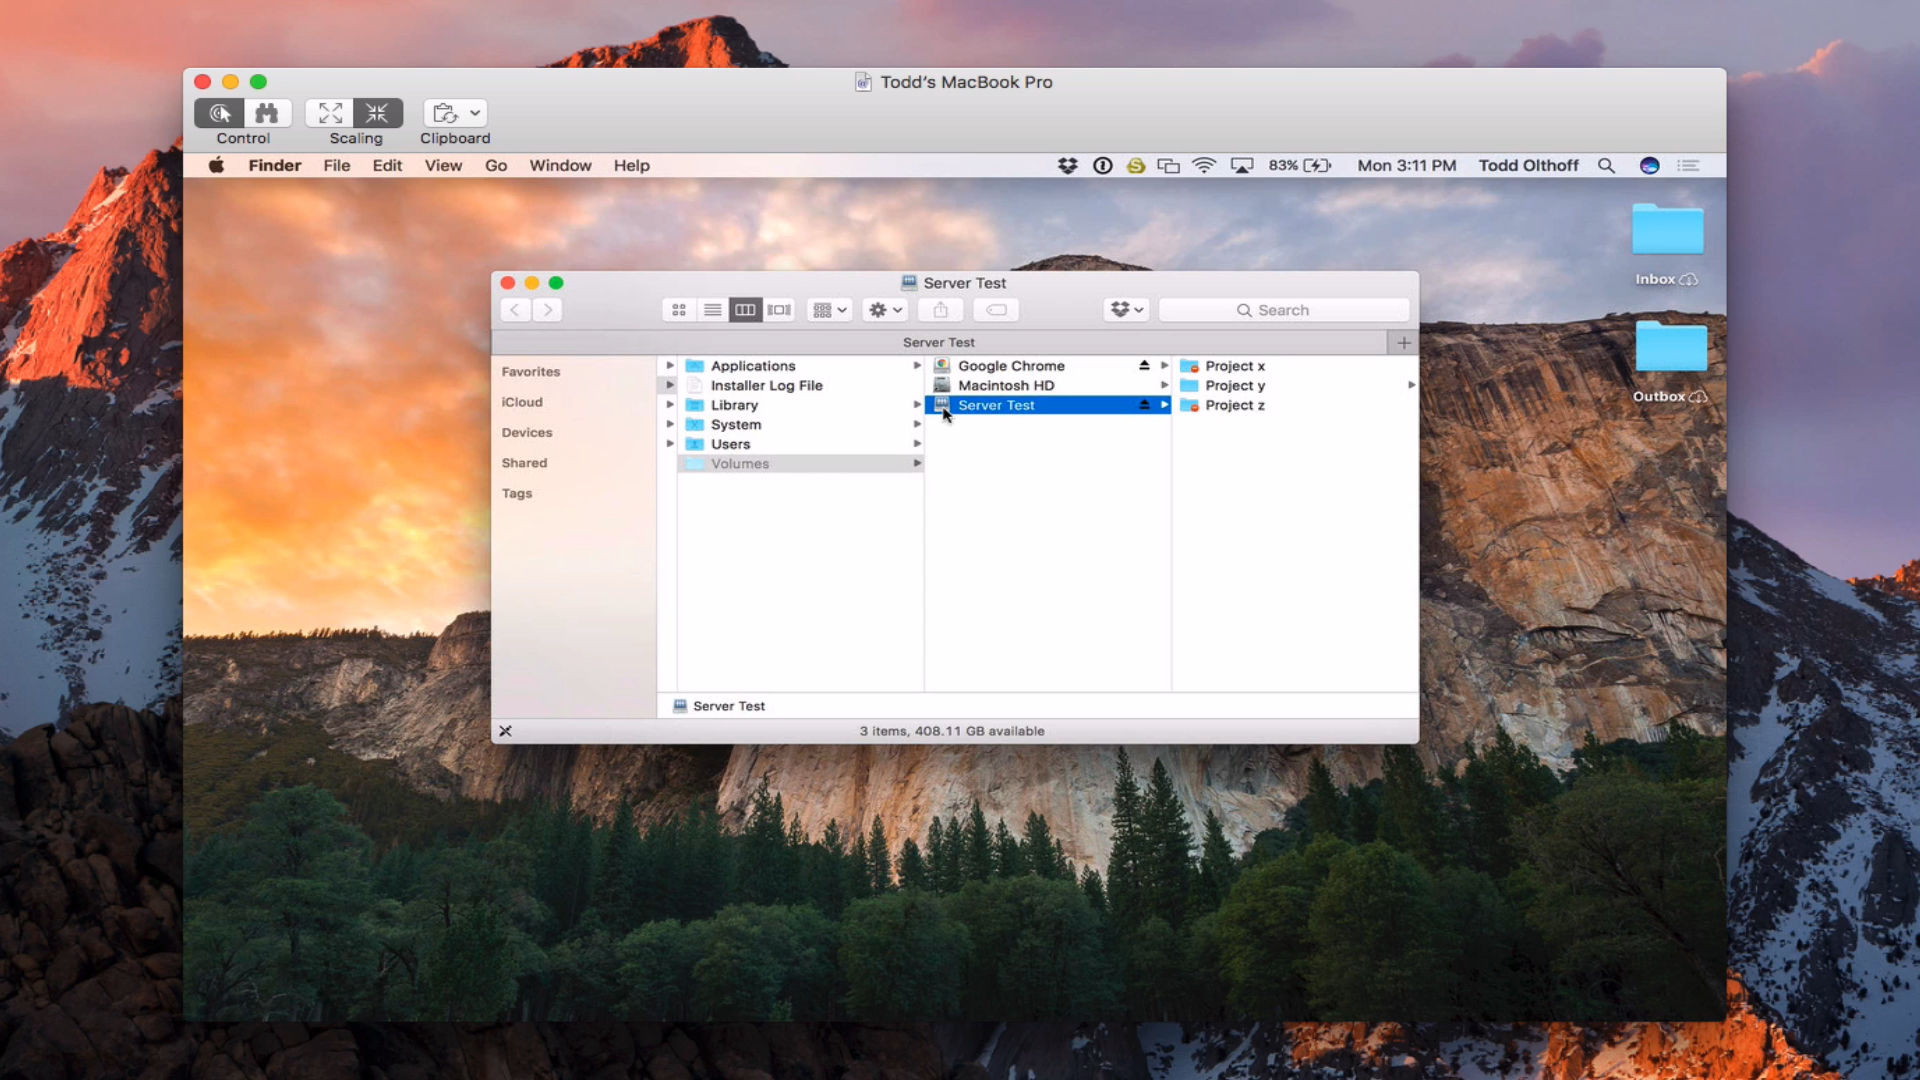 Todd's MacBook Pro
Control Scaling Clipboard
Finder File Edit View Go Window Help 83% Mon 3:11 PM Todd Olthoff
Inbox
Outbox
Server Test
Search
Server Test
Favorites
iCloud
Devices
Shared
Tags
Applications
Installer Log File
Library
System
Users
Volumes
Google Chrome
Macintosh HD
Server Test
Project x
Project y
Project z
Server Test
3 items, 408.11 GB available